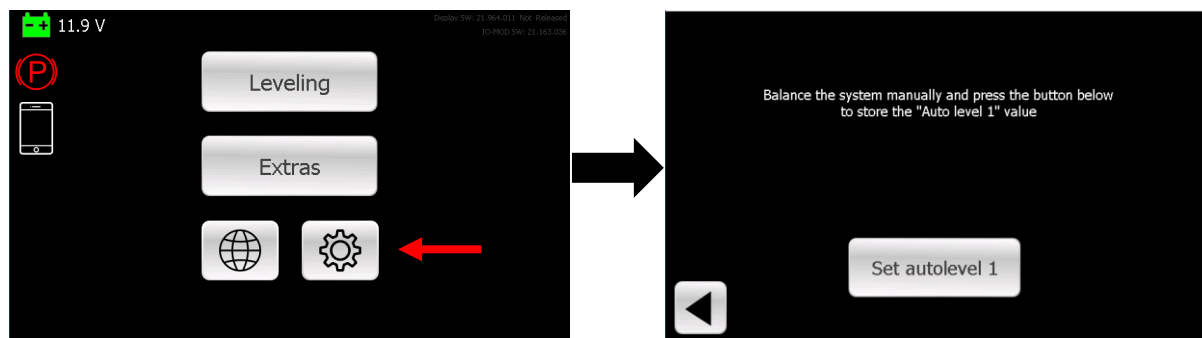 11.9 V
Display SW: 21.964.011 Not Released
IO-MOD SW: 21.163.036
P
Leveling
Extras
Balance the system manually and press the button below
to store the "Auto level 1" value
Set autolevel 1